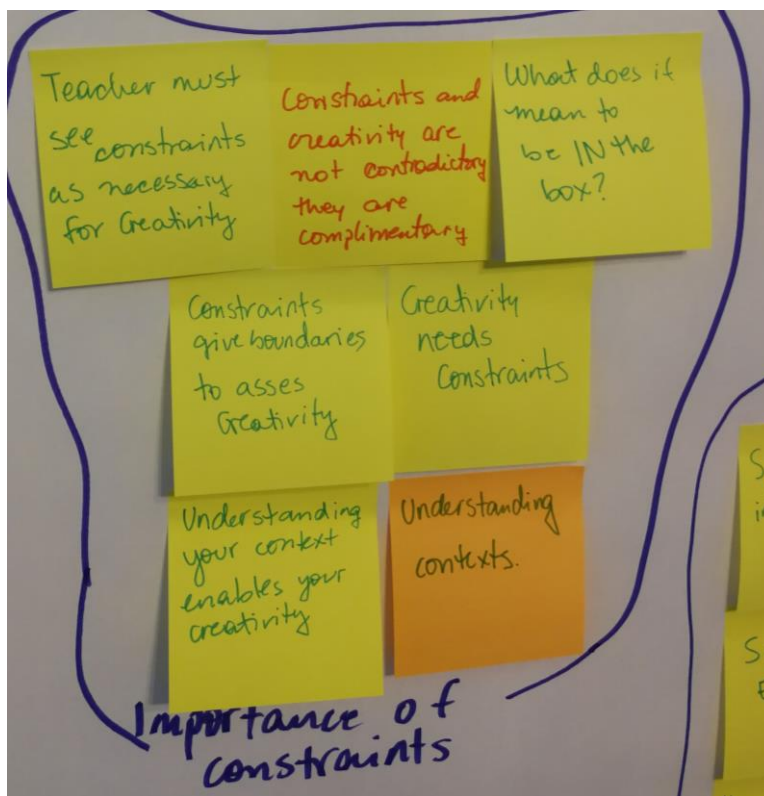 Teacher must
see constraints
as necessary
for Creativity
Constraints and
creativity are
not contradictory
they are
complimentary
What does it
mean to
be IN the
box?
Constraints
give boundaries
to asses
Creativity
Creativity
needs
Constraints
Understanding
your context
enables your
creativity
Understanding
contexts.
Importance of
constraints